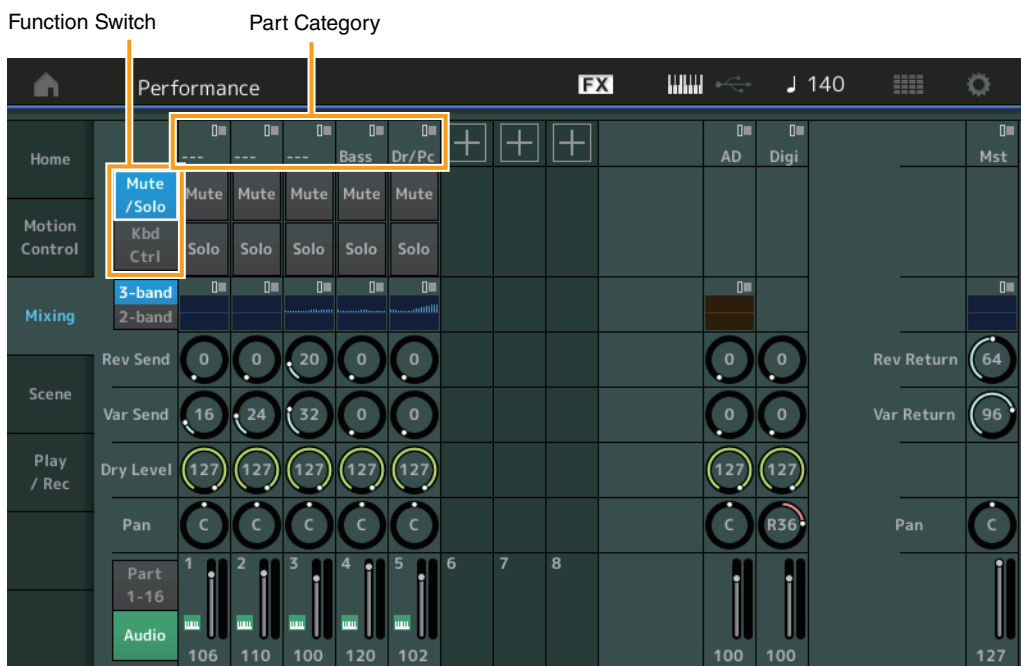 Function Switch Part Category
Performance FX 140
Home --- --- --- Bass Dr/Pc AD Digi Mst
Mute /Solo Mute Mute Mute Mute Mute
Motion Control Kbd Ctrl Solo Solo Solo Solo Solo
Mixing 3-band 2-band
Rev Send 0 0 20 0 0 0 0 Rev Return 64
Scene Var Send 16 24 32 0 0 0 0 Var Return 96
Play / Rec Dry Level 127 127 127 127 127 127 127
Pan C C C C C C R36 Pan C
Part 1-16 1 2 3 4 5 6 7 8
Audio
106 110 100 120 102 100 100 127